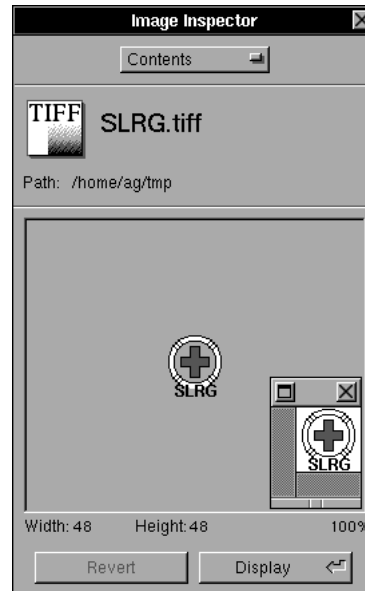 Image Inspector
Contents
TIFF
SLRG.tiff
Path: /home/ag/tmp
SLRG
SLRG
Width: 48 Height: 48 100%
Revert Display